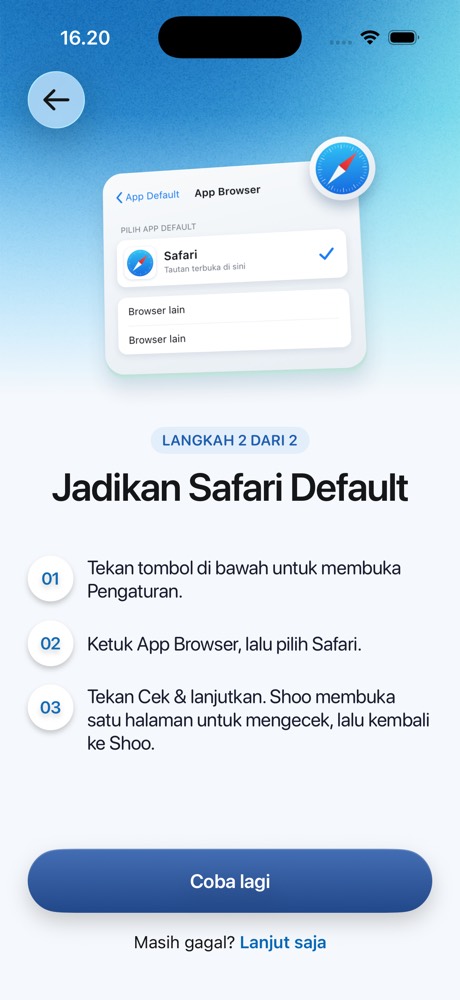 16.20
App Default
App Browser
PILIH APP DEFAULT
Safari
Tautan terbuka di sini
Browser lain
Browser lain
LANGKAH 2 DARI 2
Jadikan Safari Default
01
Tekan tombol di bawah untuk membuka
Pengaturan.
02
Ketuk App Browser, lalu pilih Safari.
03
Tekan Cek & lanjutkan. Shoo membuka
satu halaman untuk mengecek, lalu kembali
ke Shoo.
Coba lagi
Masih gagal? Lanjut saja